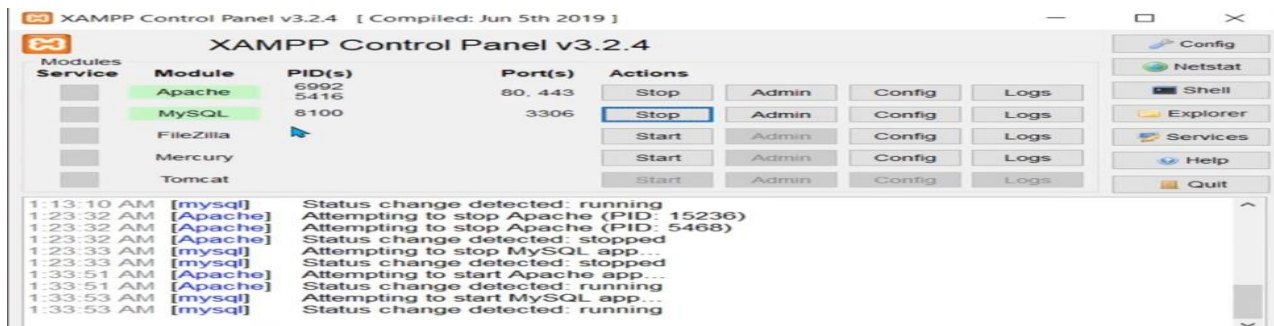 XAMPP Control Panel v3.2.4 [ Compiled: Jun 5th 2019 ]
XAMPP Control Panel v3.2.4
Config
Modules
Service Module PID(s) Port(s) Actions
Netstat
Apache 6992 5416 80, 443 Stop Admin Config Logs
Shell
MySQL 8100 3306 Stop Admin Config Logs
Explorer
FileZilla Start Admin Config Logs
Services
Mercury Start Admin Config Logs
Help
Tomcat Start Admin Config Logs
Quit
1:13:10 AM [mysql] Status change detected: running
1:23:32 AM [Apache] Attempting to stop Apache (PID: 15236)
1:23:32 AM [Apache] Attempting to stop Apache (PID: 5468)
1:23:32 AM [Apache] Status change detected: stopped
1:23:33 AM [mysql] Attempting to stop MySQL app...
1:23:33 AM [mysql] Status change detected: stopped
1:33:51 AM [Apache] Attempting to start Apache app...
1:33:51 AM [Apache] Status change detected: running
1:33:53 AM [mysql] Attempting to start MySQL app...
1:33:53 AM [mysql] Status change detected: running